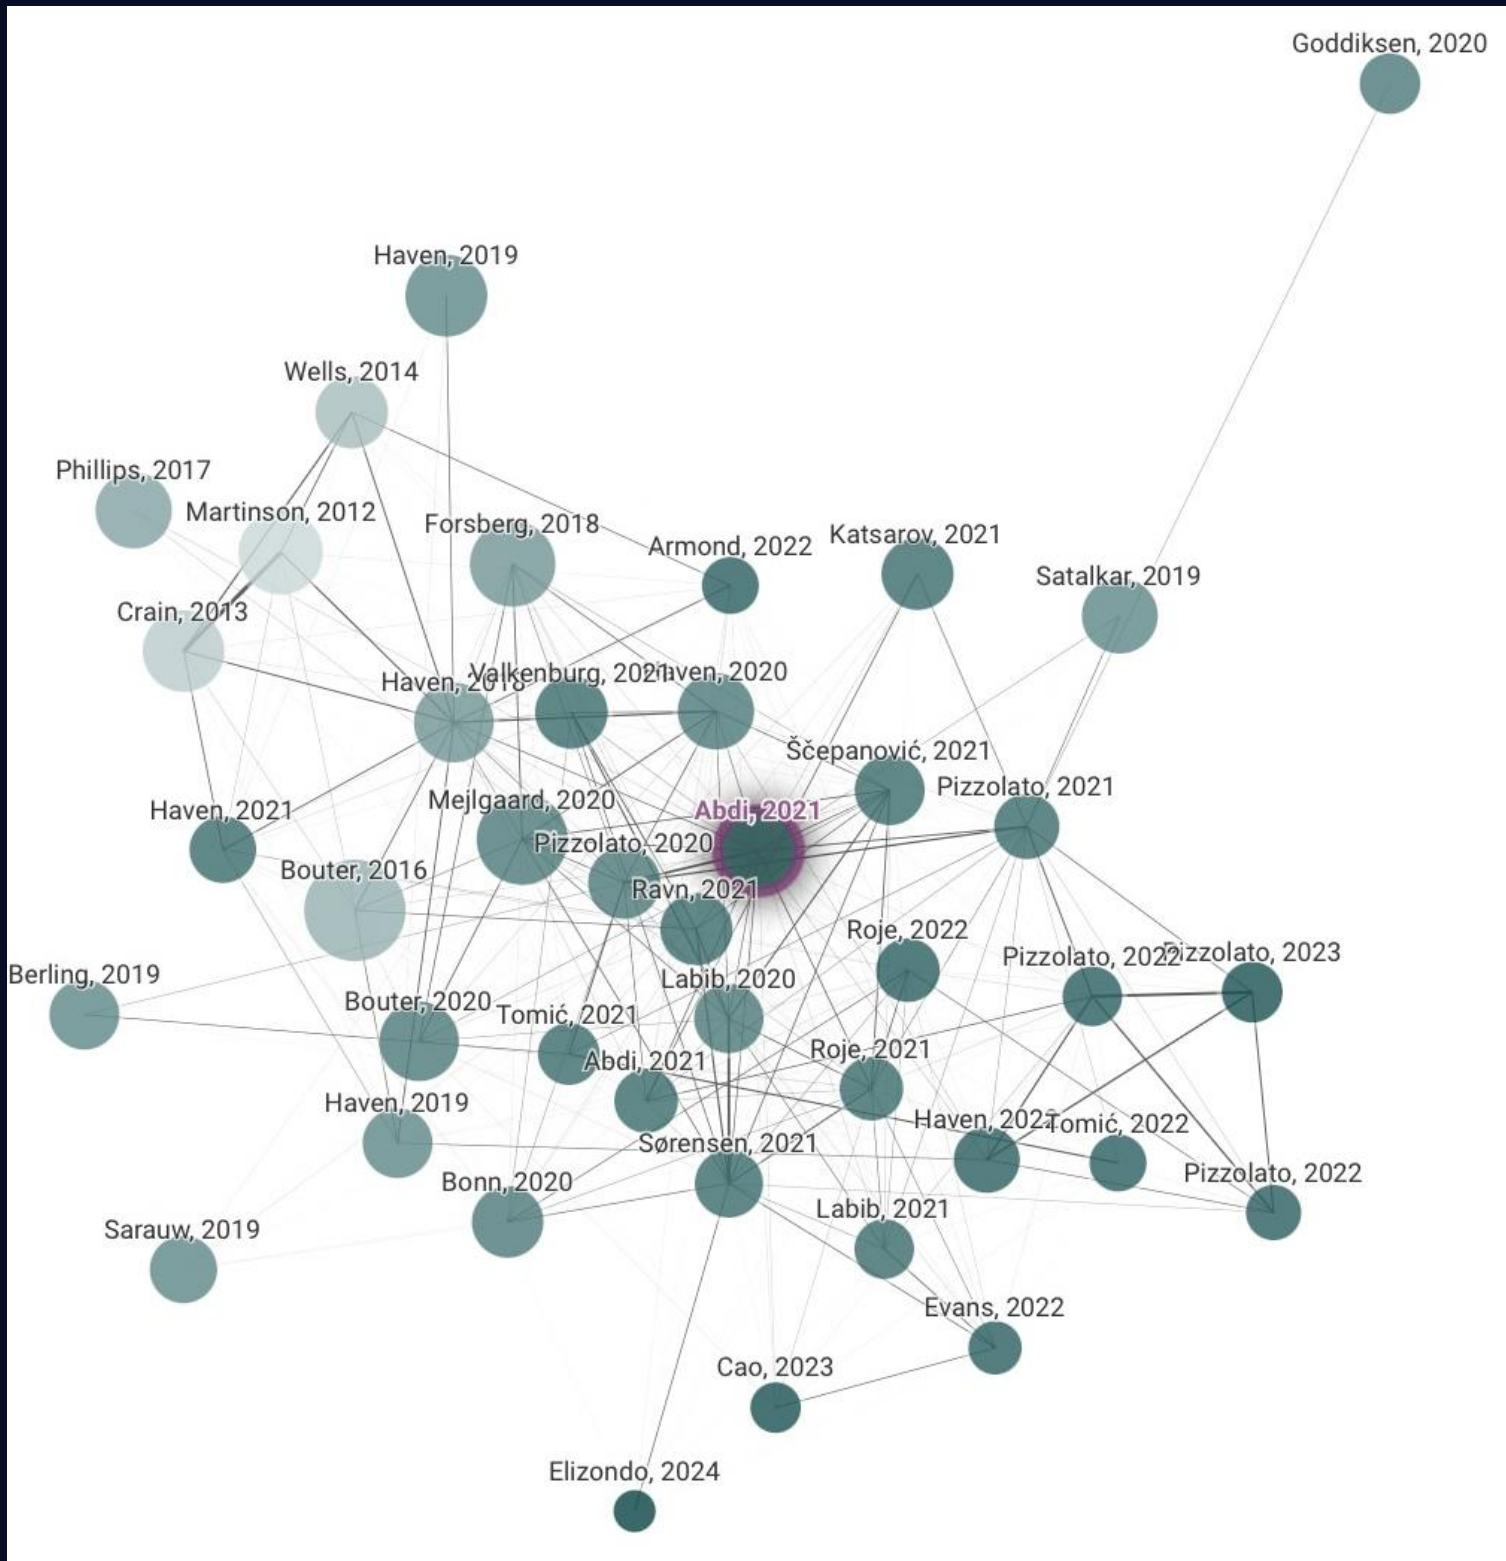 Goddiksen, 2020
Haven, 2019
Wells, 2014
Phillips, 2017
Martinson, 2012
Forsberg, 2018
Armond, 2022
Katsarov, 2021
Satalkar, 2019
Crain, 2013
Haven, 2018
Valkenburg, 2021
Haven, 2020
Ščepanović, 2021
Pizzolato, 2021
Haven, 2021
Mejlgaard, 2020
Abdi, 2021
Pizzolato, 2020
Bouter, 2016
Ravn, 2021
Roje, 2022
Pizzolato, 2022
Pizzolato, 2023
Berling, 2019
Labib, 2020
Bouter, 2020
Tomić, 2021
Abdi, 2021
Roje, 2021
Haven, 2019
Haven, 2022
Tomić, 2022
Sørensen, 2021
Bonn, 2020
Pizzolato, 2022
Labib, 2021
Sarauw, 2019
Evans, 2022
Cao, 2023
Elizondo, 2024